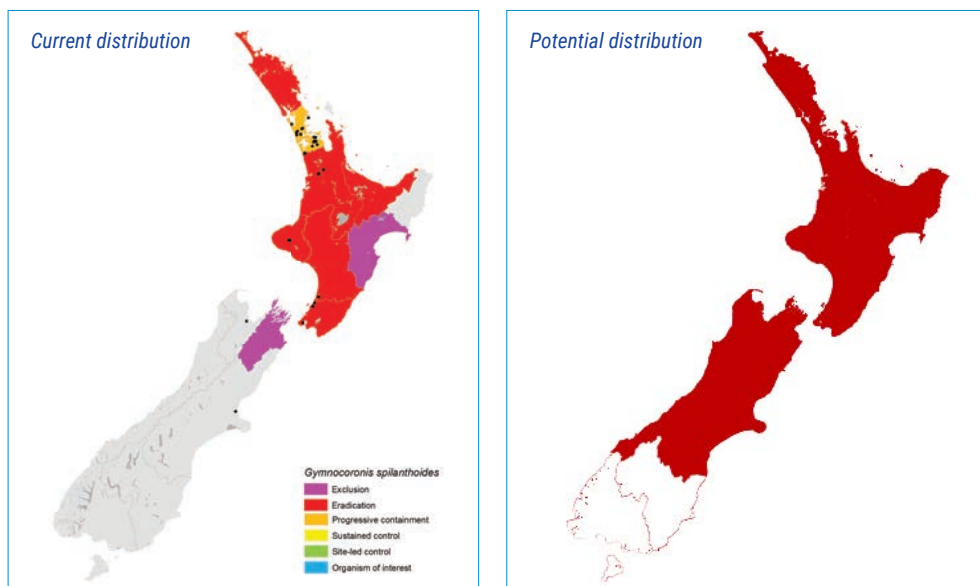 Current distribution
Gymnocoronis spilanthoides
Exclusion
Eradication
Progressive containment
Sustained control
Site-led control
Organism of interest
Potential distribution